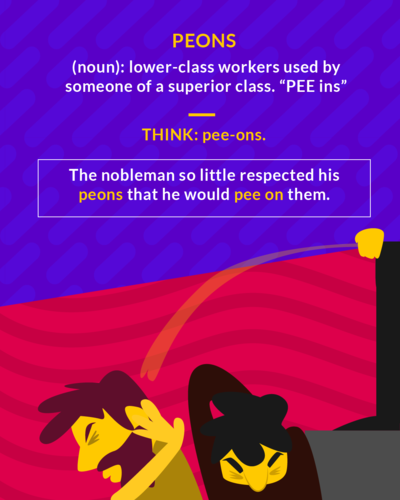 PEONS
(noun): lower-class workers used by
someone of a superior class. “PEE ins”
THINK: pee-ons.
The nobleman so little respected his
peons that he would pee on them.